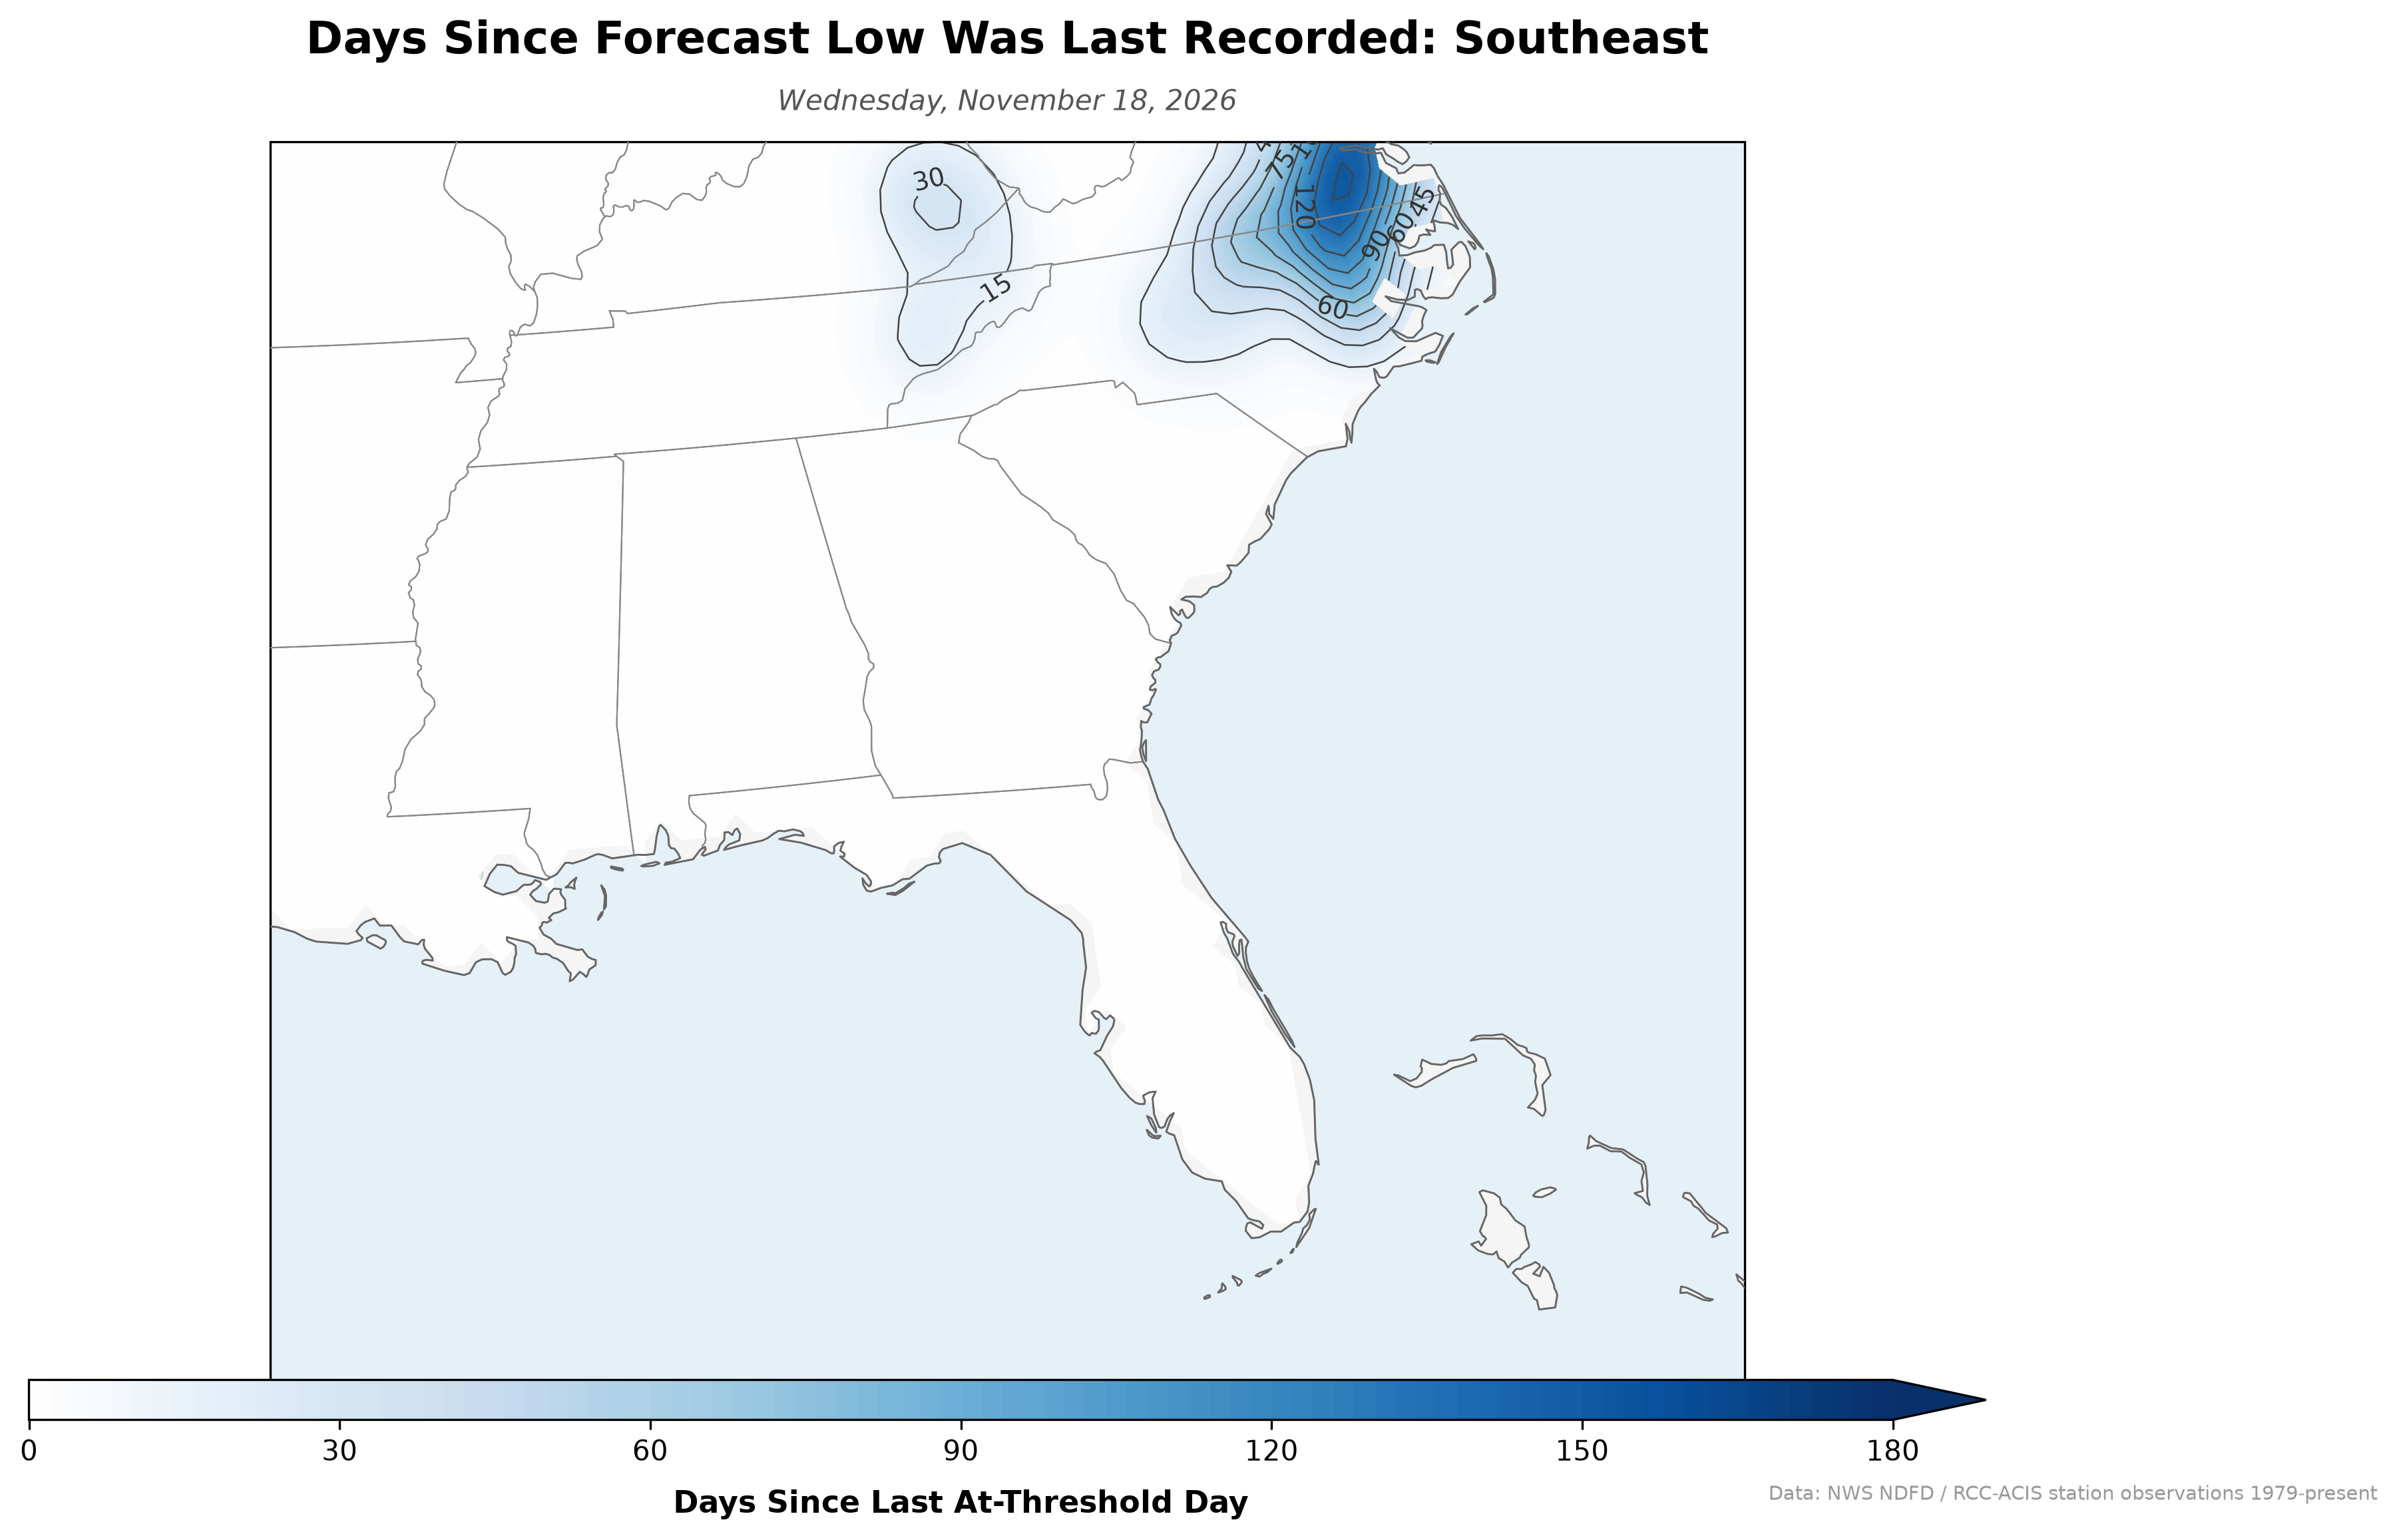 Days Since Forecast Low Was Last Recorded: Southeast
Wednesday, November 18, 2026
30
75
120
45
60
90
15
60
0 30 60 90 120 150 180
Days Since Last At-Threshold Day
Data: NWS NDFD / RCC-ACIS station observations 1979-present